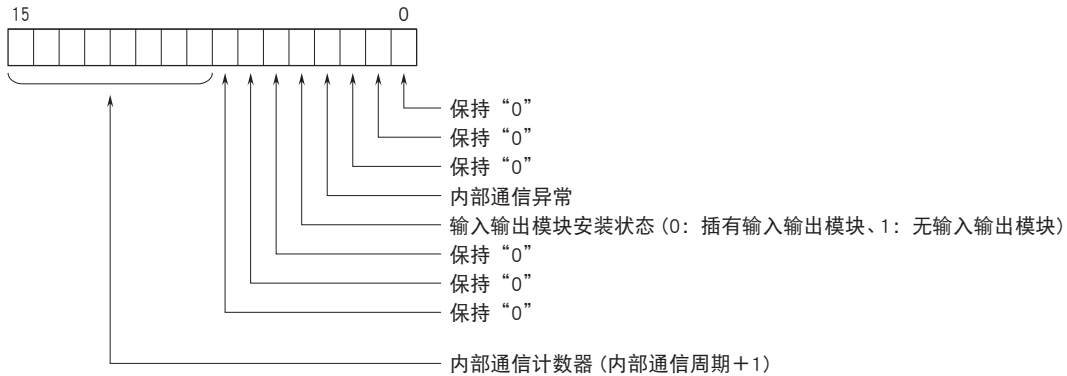 15 0
保持“0”
保持“0”
保持“0”
内部通信异常
输入输出模块安装状态(0: 插有输入输出模块、1: 无输入输出模块)
保持“0”
保持“0”
保持“0”
内部通信计数器(内部通信周期＋1)